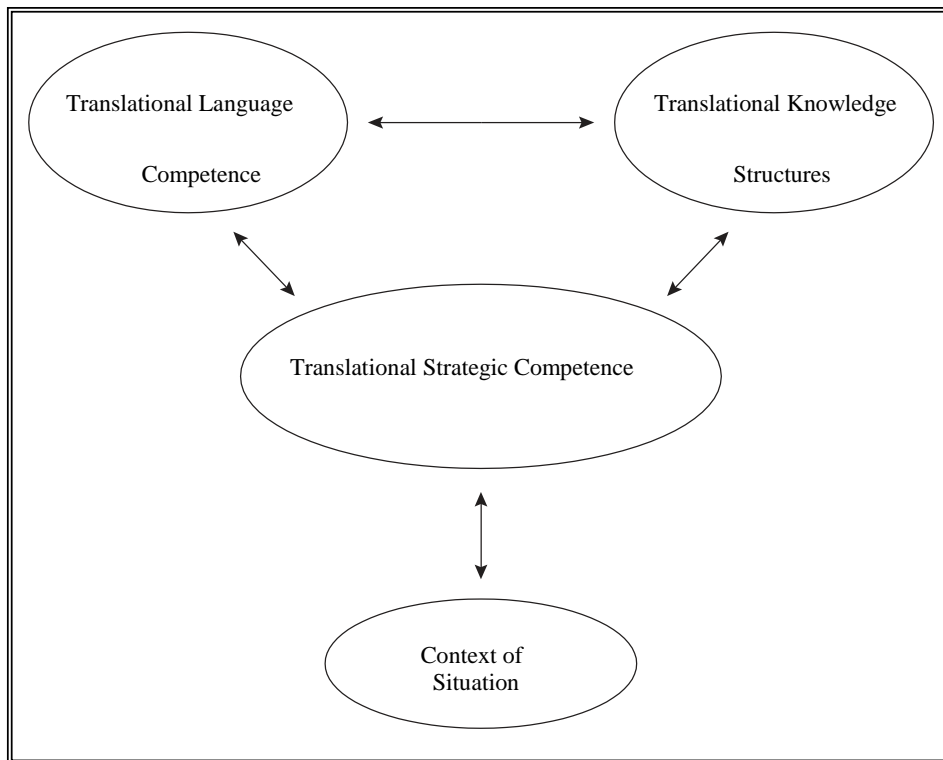 Translational Language
Competence
Translational Knowledge
Structures
Translational Strategic Competence
Context of
Situation